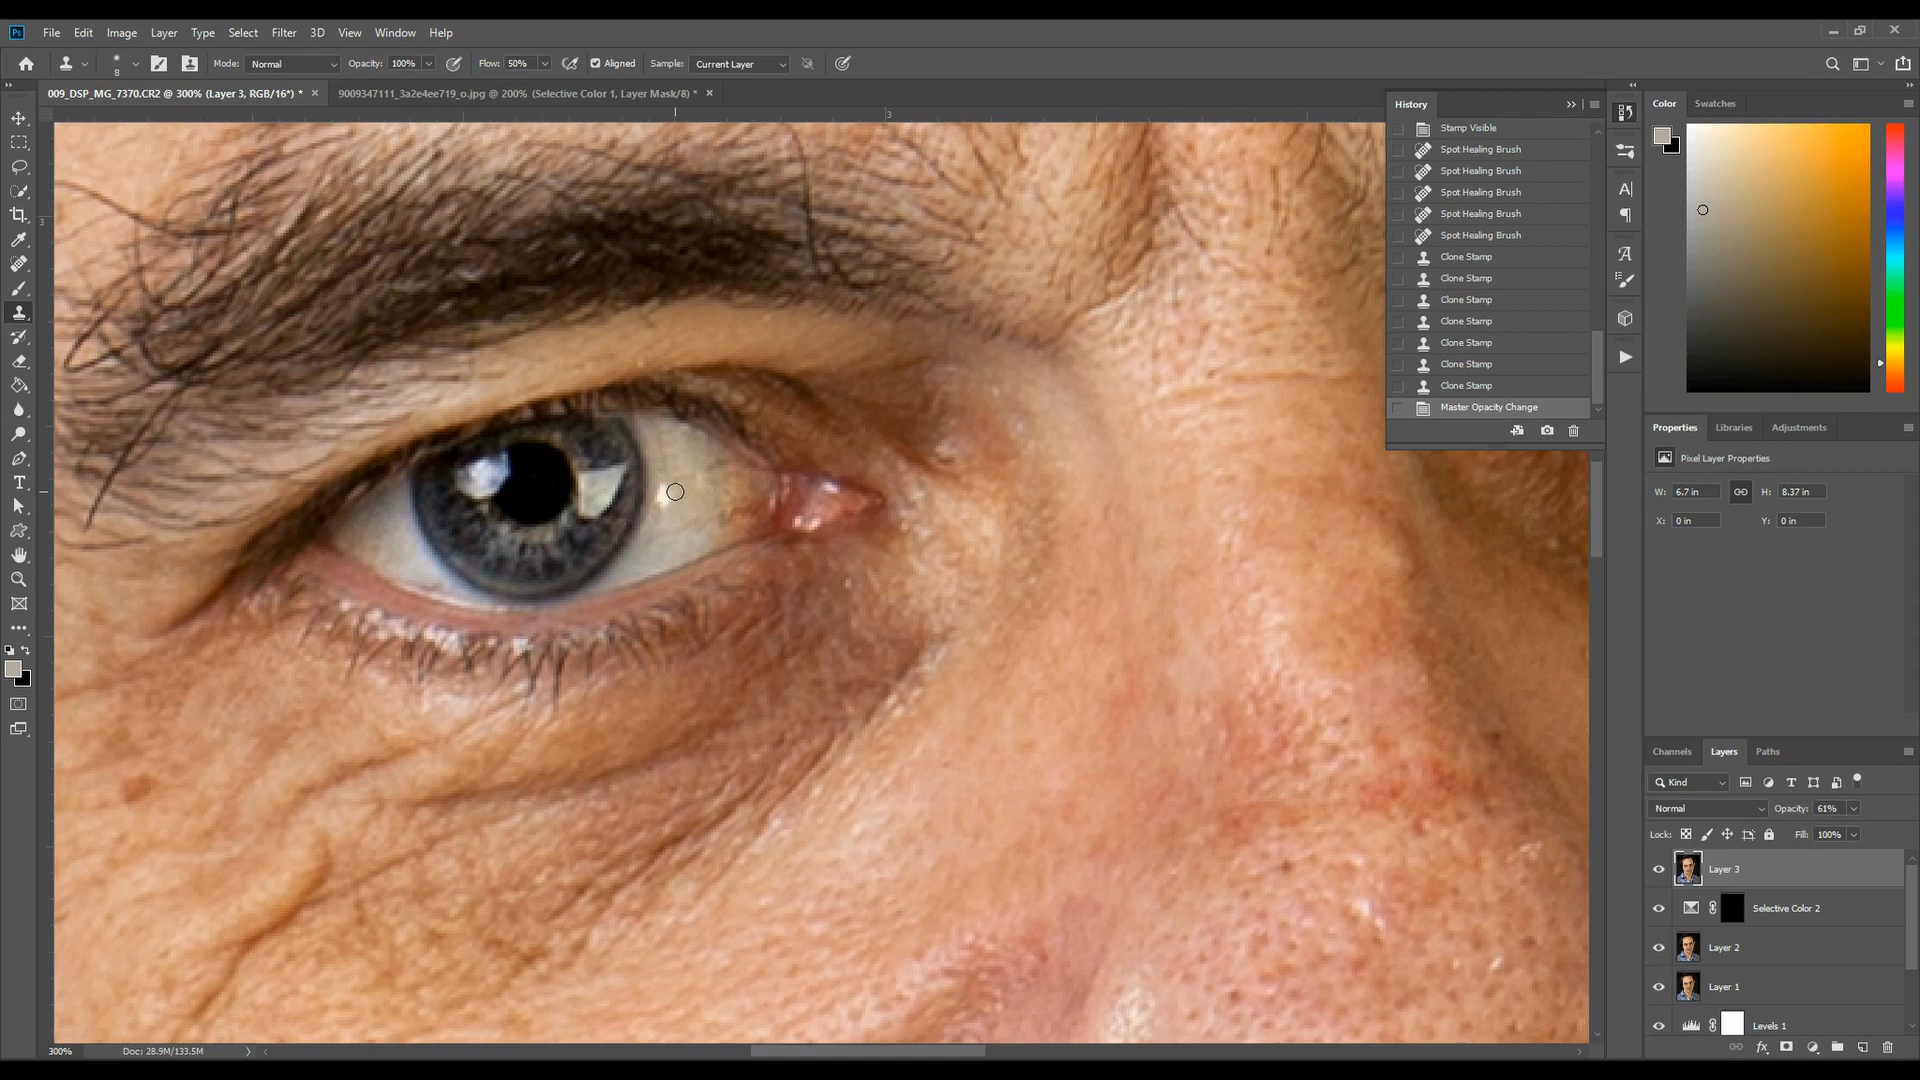 Ps File Edit Image Layer Type Select Filter 3D View Window Help
8 Mode: Normal Opacity: 100% Flow: 50% Aligned Sample: Current Layer
009_DSP_MG_7370.CR2 @ 300% (Layer 3, RGB/16*) * 9009347111_3a2e4ee719_o.jpg @ 200% (Selective Color 1, Layer Mask/8) *
3
3
History
Stamp Visible
Spot Healing Brush
Spot Healing Brush
Spot Healing Brush
Spot Healing Brush
Spot Healing Brush
Clone Stamp
Clone Stamp
Clone Stamp
Clone Stamp
Clone Stamp
Clone Stamp
Clone Stamp
Master Opacity Change
Color Swatches
Properties Libraries Adjustments
Pixel Layer Properties
W: 6.7 in H: 8.37 in
X: 0 in Y: 0 in
Channels Layers Paths
Kind
Normal Opacity: 61%
Lock: Fill: 100%
Layer 3
Selective Color 2
Layer 2
Layer 1
Levels 1
fx
300% Doc: 28.9M/133.5M